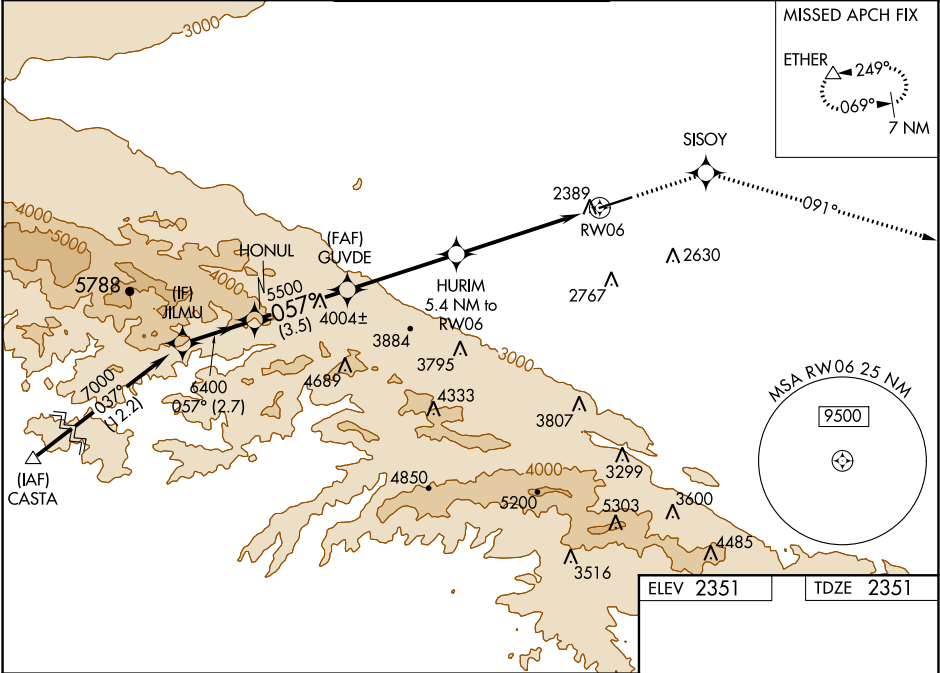 MISSED APCH FIX
ETHER
249°
069°
7 NM
SISOY
3000
2389
RW06
091°
4000
5000
HONUL
(FAF)
GUVDE
2630
4000
5500
HURIM
5.4 NM to
RW06
2767
5788
(IF)
JILMU
057°
(3.5)
4004±
3884
3795
3000
6400
057° (2.7)
4689
7000
037°
(12.2)
4333
3807
MSA RW 06 25 NM
9500
(IAF)
CASTA
4850
4000
3299
5200
5303
3600
4485
3516
ELEV 2351
TDZE 2351